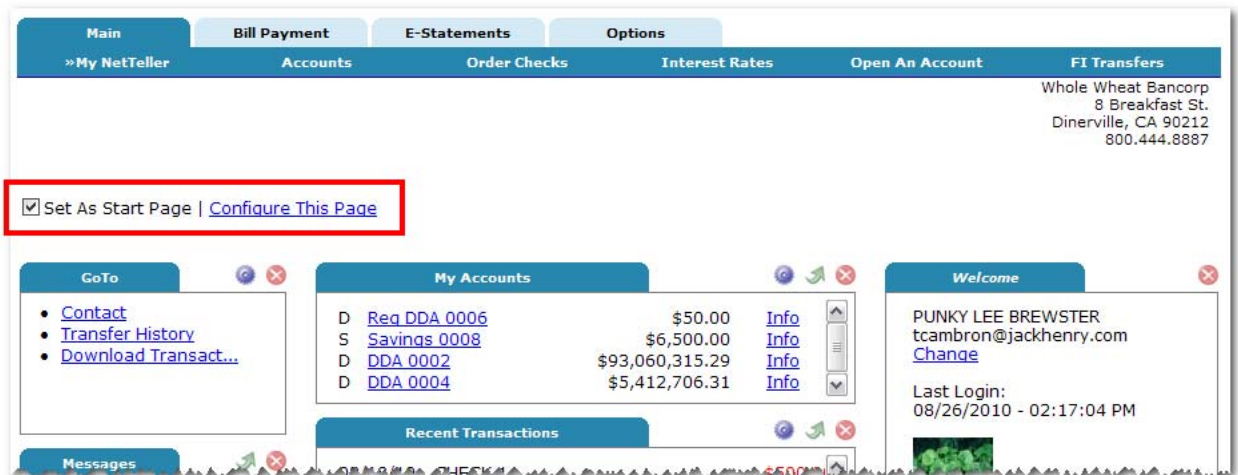 Main Bill Payment E-Statements Options
»My NetTeller Accounts Order Checks Interest Rates Open An Account FI Transfers
Whole Wheat Bancorp
8 Breakfast St.
Dinerville, CA 90212
800.444.8887
Set As Start Page | Configure This Page
GoTo
Contact
Transfer History
Download Transact...
My Accounts
D Reg DDA 0006 $50.00 Info
S Savings 0008 $6,500.00 Info
D DDA 0002 $93,060,315.29 Info
D DDA 0004 $5,412,706.31 Info
Welcome
PUNKY LEE BREWSTER
tcambron@jackhenry.com
Change
Last Login:
08/26/2010 - 02:17:04 PM
Recent Transactions
Messages